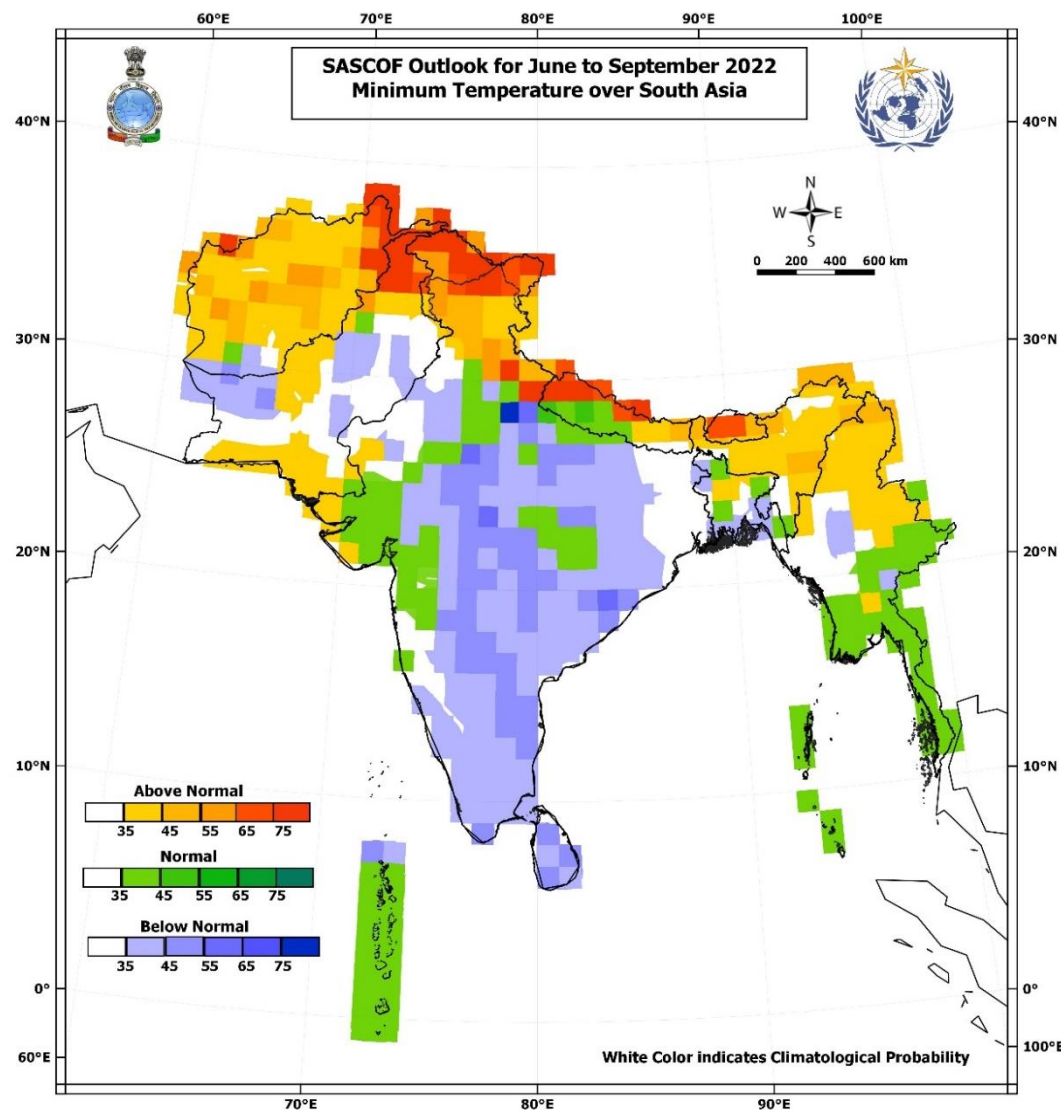 60°E 70°E 80°E 90°E 100°E
SASCOF Outlook for June to September 2022
Minimum Temperature over South Asia
40°N 40°N
N
W E
S
0 200 400 600 km
30°N 30°N
20°N 20°N
10°N 10°N
Above Normal
35 45 55 65 75
Normal
35 45 55 65 75
Below Normal
35 45 55 65 75
0° 0°
60°E 100°E
White Color indicates Climatological Probability
70°E 80°E 90°E